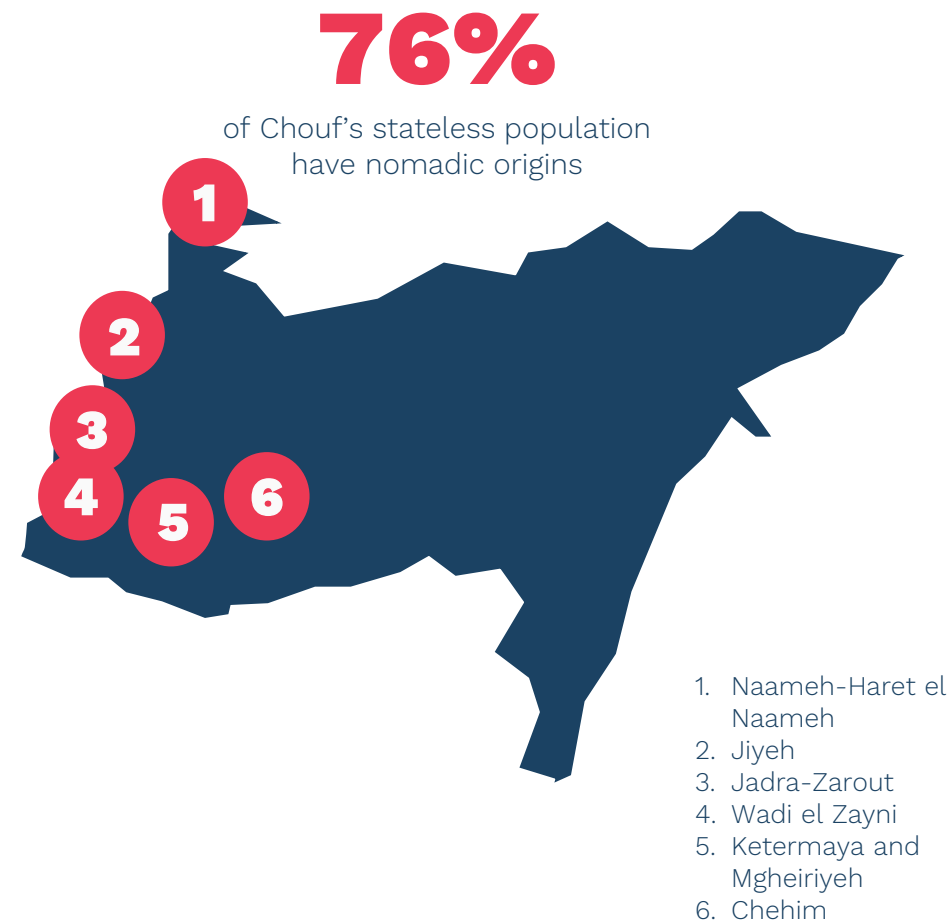 76%
of Chouf’s stateless population
have nomadic origins
1
2
3
4
5
6
1. Naameh-Haret el
Naameh
2. Jiyeh
3. Jadra-Zarout
4. Wadi el Zayni
5. Ketermaya and
Mgheiriyeh
6. Chehim